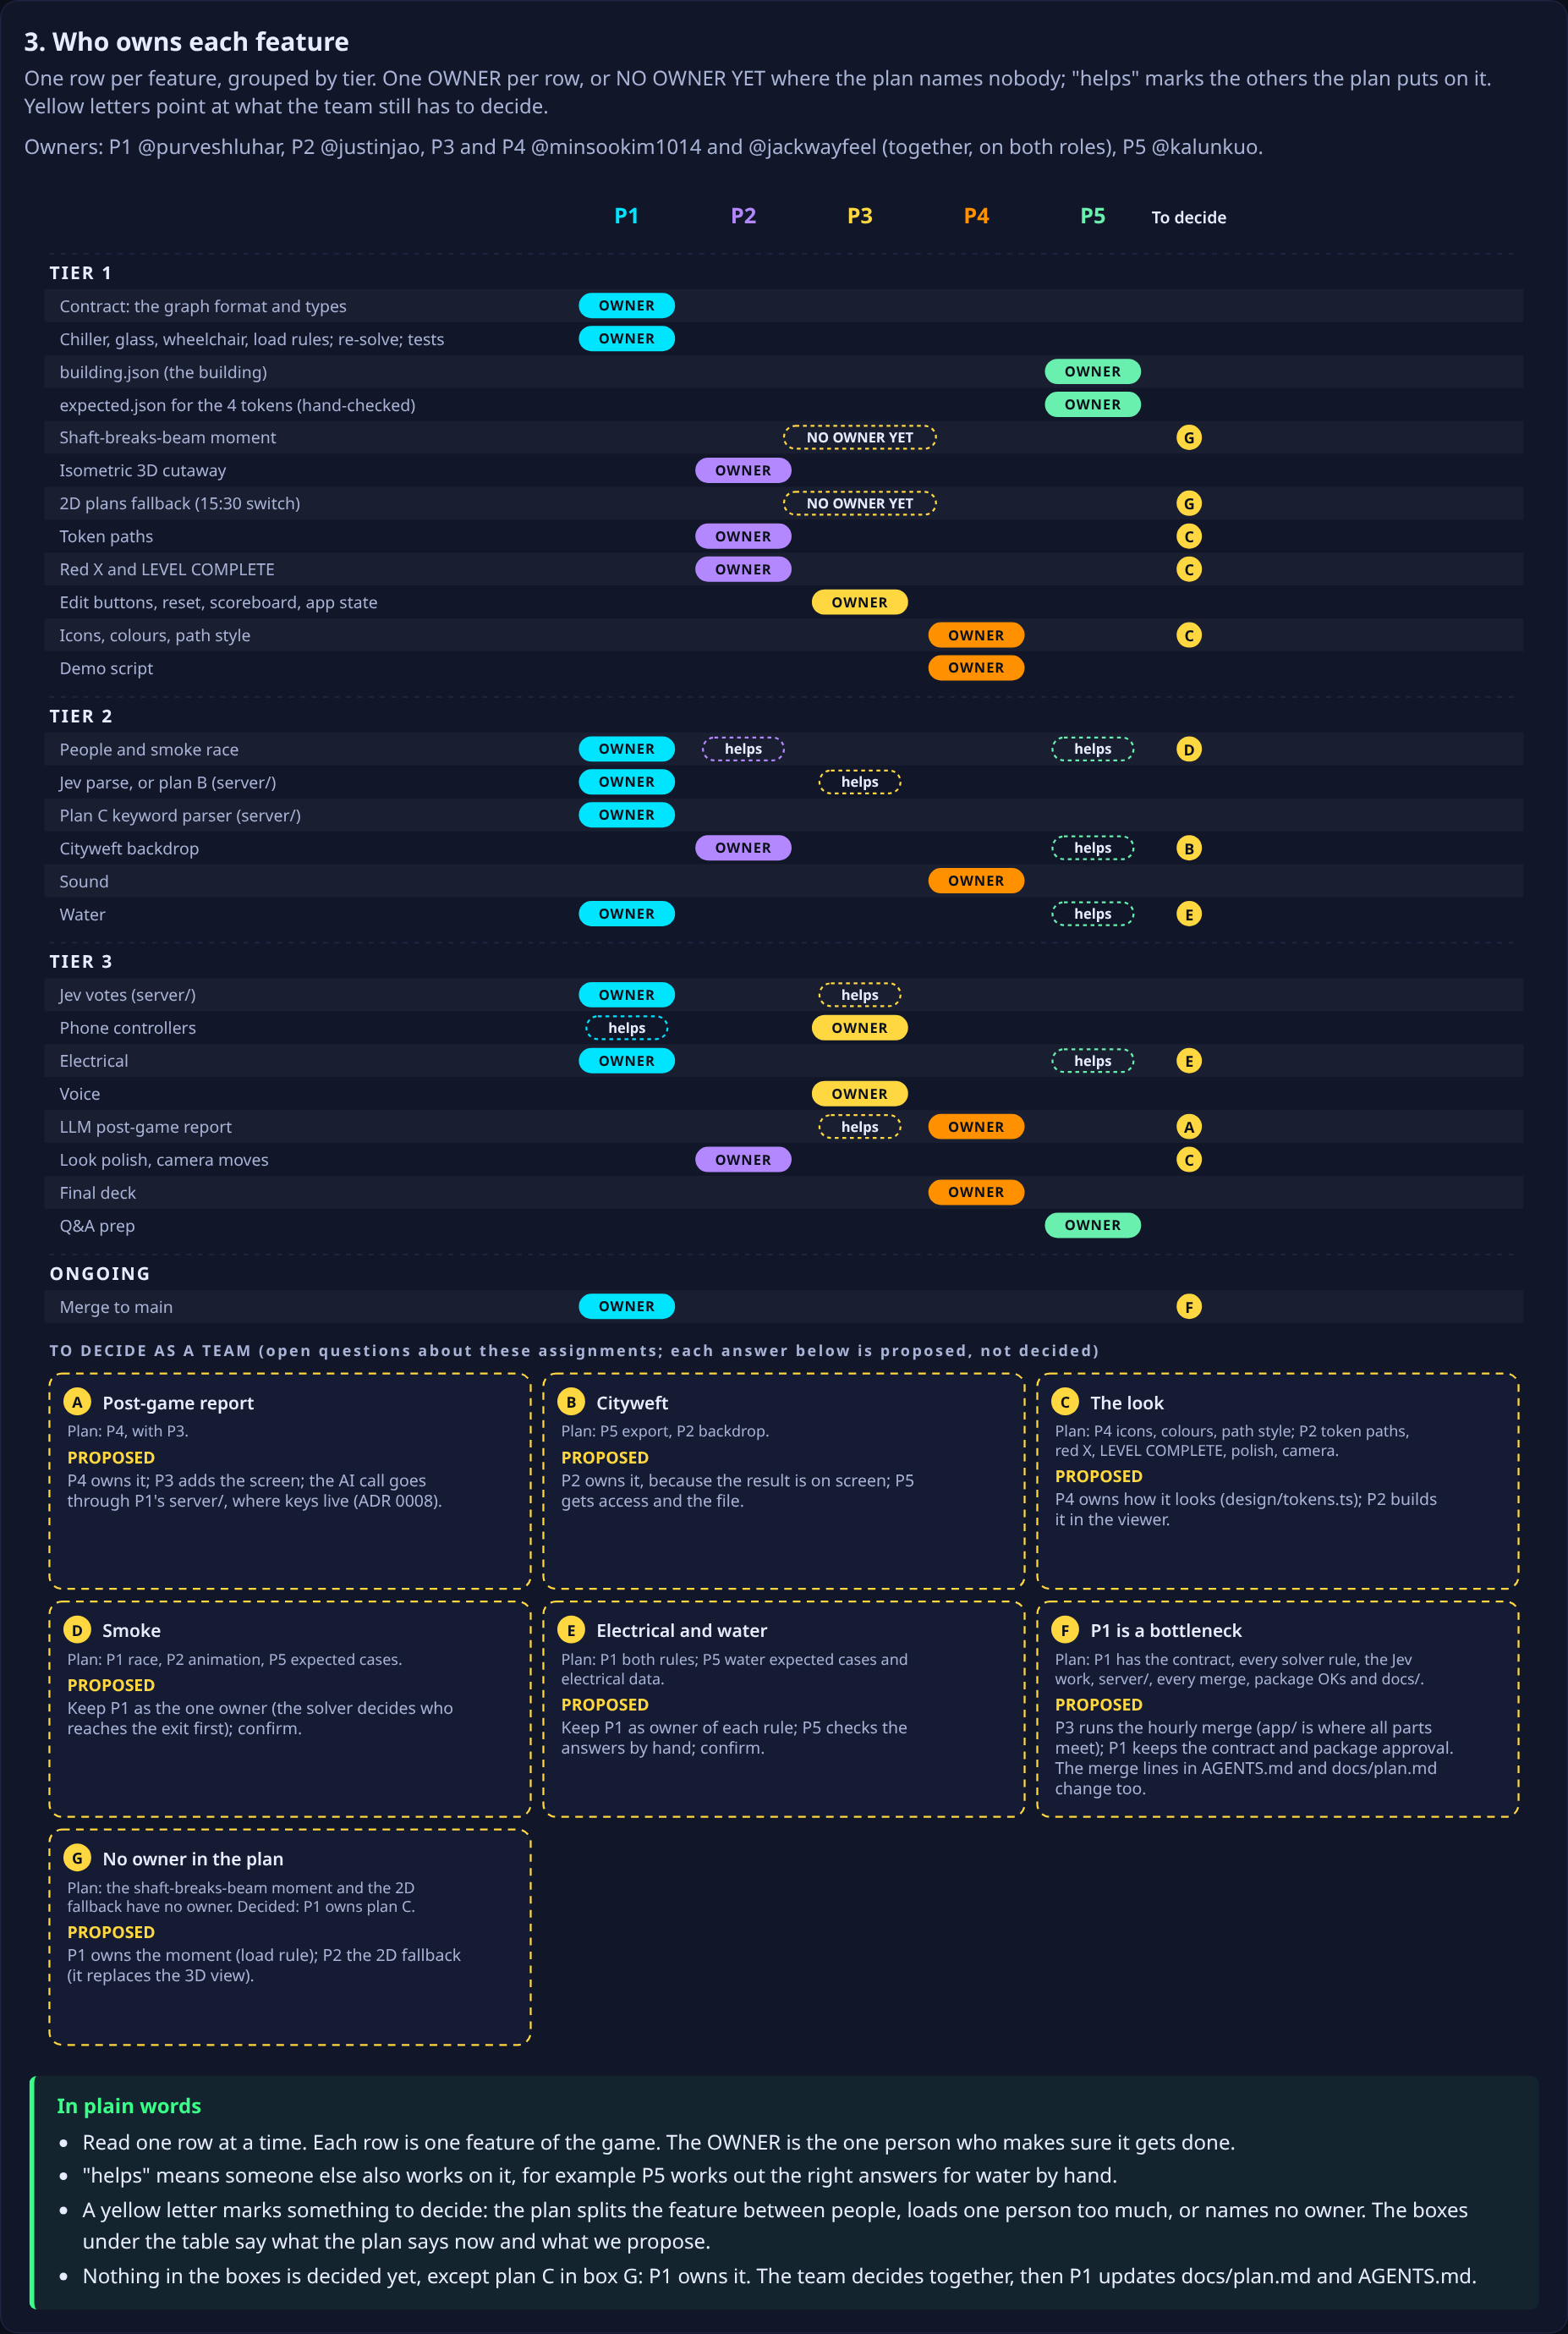 3. Who owns each feature
One row per feature, grouped by tier. One OWNER per row, or NO OWNER YET where the plan names nobody; "helps" marks the others the plan puts on it.
Yellow letters point at what the team still has to decide.
Owners: P1 @purveshluhar, P2 @justinjao, P3 and P4 @minsookim1014 and @jackwayfeel (together, on both roles), P5 @kalunkuo.
P1 P2 P3 P4 P5 To decide
TIER 1
Contract: the graph format and types OWNER
Chiller, glass, wheelchair, load rules; re-solve; tests OWNER
building.json (the building) OWNER
expected.json for the 4 tokens (hand-checked) OWNER
Shaft-breaks-beam moment NO OWNER YET G
Isometric 3D cutaway OWNER
2D plans fallback (15:30 switch) NO OWNER YET G
Token paths OWNER C
Red X and LEVEL COMPLETE OWNER C
Edit buttons, reset, scoreboard, app state OWNER
Icons, colours, path style OWNER C
Demo script OWNER
TIER 2
People and smoke race OWNER helps helps D
Jev parse, or plan B (server/) OWNER helps
Plan C keyword parser (server/) OWNER
Cityweft backdrop OWNER helps B
Sound OWNER
Water OWNER helps E
TIER 3
Jev votes (server/) OWNER helps
Phone controllers helps OWNER
Electrical OWNER helps E
Voice OWNER
LLM post-game report helps OWNER A
Look polish, camera moves OWNER C
Final deck OWNER
Q&A prep OWNER
ONGOING
Merge to main OWNER F
TO DECIDE AS A TEAM (open questions about these assignments; each answer below is proposed, not decided)
A Post-game report
Plan: P4, with P3.
PROPOSED
P4 owns it; P3 adds the screen; the AI call goes
through P1's server/, where keys live (ADR 0008).
B Cityweft
Plan: P5 export, P2 backdrop.
PROPOSED
P2 owns it, because the result is on screen; P5
gets access and the file.
C The look
Plan: P4 icons, colours, path style; P2 token paths,
red X, LEVEL COMPLETE, polish, camera.
PROPOSED
P4 owns how it looks (design/tokens.ts); P2 builds
it in the viewer.
D Smoke
Plan: P1 race, P2 animation, P5 expected cases.
PROPOSED
Keep P1 as the one owner (the solver decides who
reaches the exit first); confirm.
E Electrical and water
Plan: P1 both rules; P5 water expected cases and
electrical data.
PROPOSED
Keep P1 as owner of each rule; P5 checks the
answers by hand; confirm.
F P1 is a bottleneck
Plan: P1 has the contract, every solver rule, the Jev
work, server/, every merge, package OKs and docs/.
PROPOSED
P3 runs the hourly merge (app/ is where all parts
meet); P1 keeps the contract and package approval.
The merge lines in AGENTS.md and docs/plan.md
change too.
G No owner in the plan
Plan: the shaft-breaks-beam moment and the 2D
fallback have no owner. Decided: P1 owns plan C.
PROPOSED
P1 owns the moment (load rule); P2 the 2D fallback
(it replaces the 3D view).
In plain words
• Read one row at a time. Each row is one feature of the game. The OWNER is the one person who makes sure it gets done.
• "helps" means someone else also works on it, for example P5 works out the right answers for water by hand.
• A yellow letter marks something to decide: the plan splits the feature between people, loads one person too much, or names no owner. The boxes
under the table say what the plan says now and what we propose.
• Nothing in the boxes is decided yet, except plan C in box G: P1 owns it. The team decides together, then P1 updates docs/plan.md and AGENTS.md.